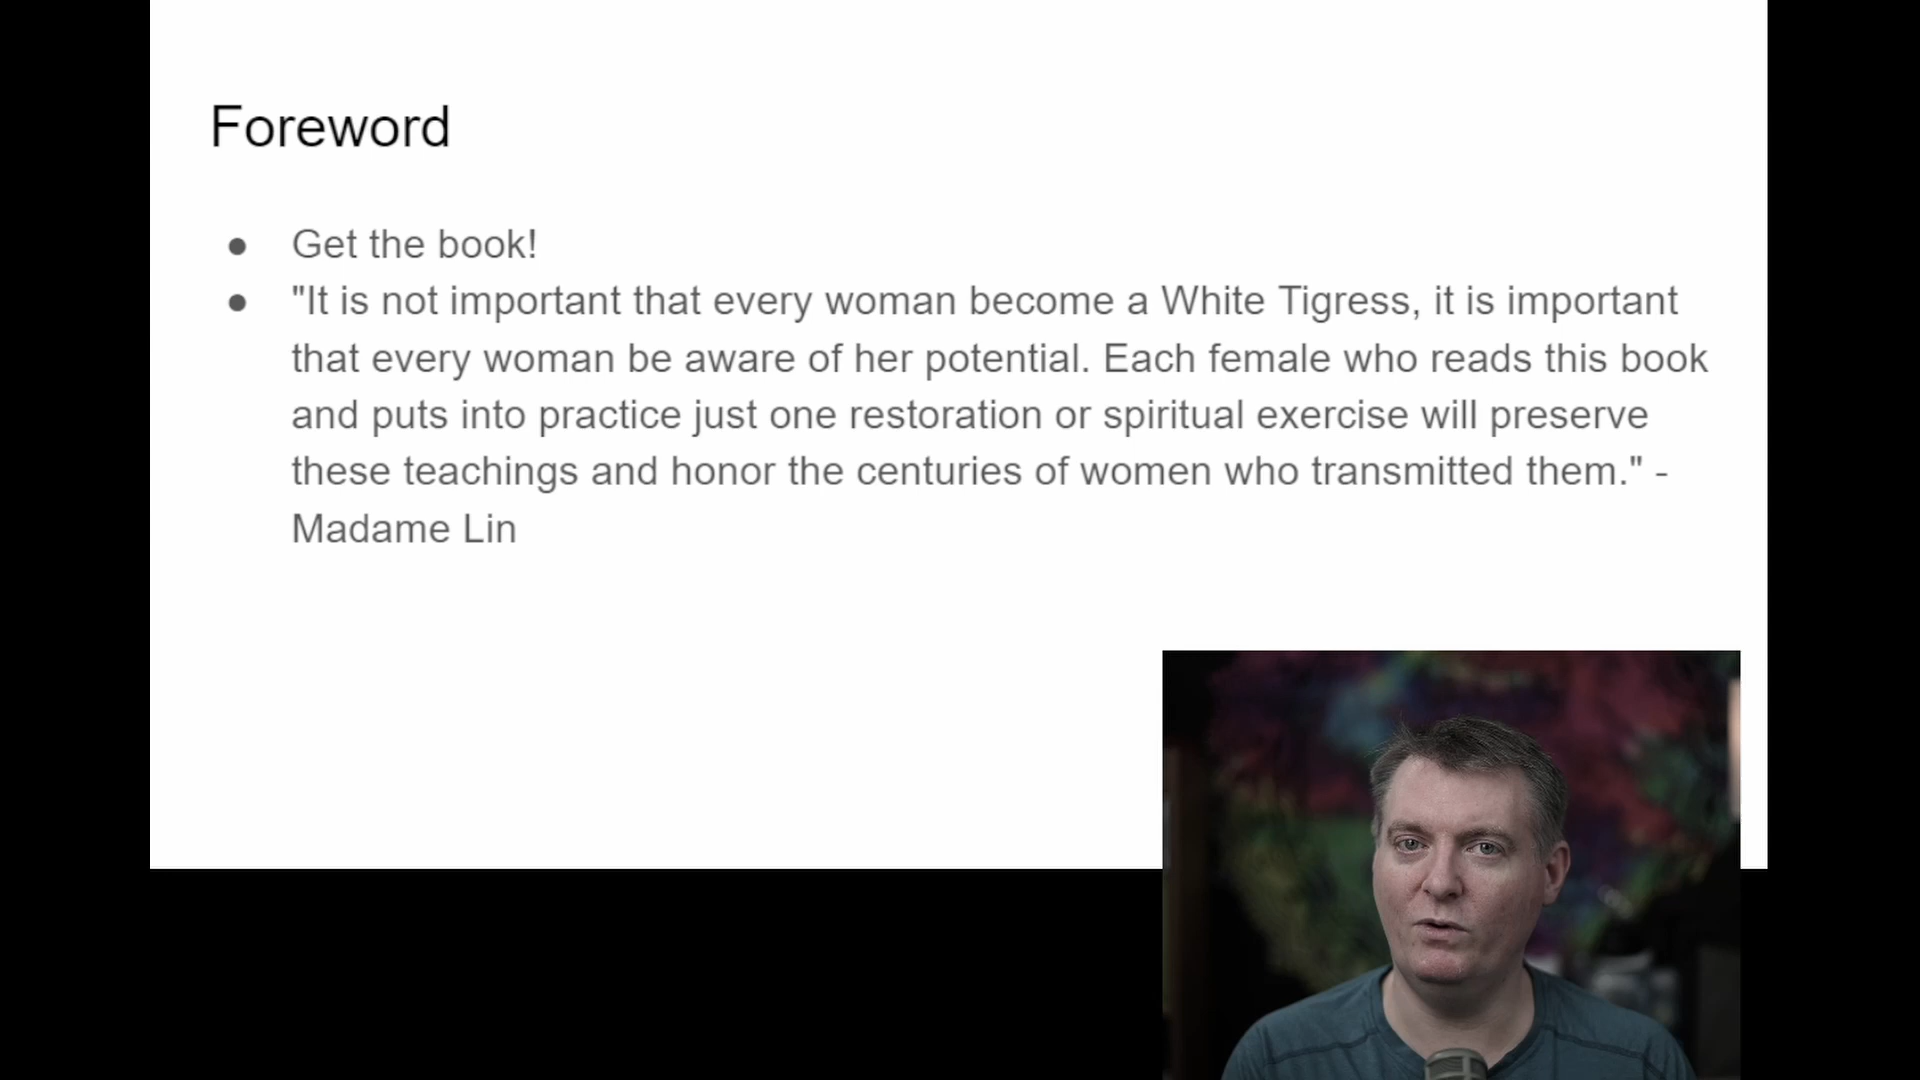 Foreword
● Get the book!
● "It is not important that every woman become a White Tigress, it is important
that every woman be aware of her potential. Each female who reads this book
and puts into practice just one restoration or spiritual exercise will preserve
these teachings and honor the centuries of women who transmitted them." -
Madame Lin